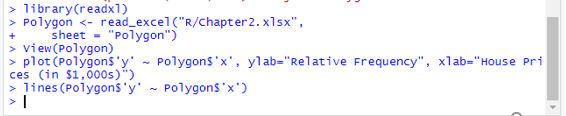 > library(readxl)
> Polygon <- read_excel("R/Chapter2.xlsx",
+     sheet = "Polygon")
> View(Polygon)
> plot(Polygon$'y' ~ Polygon$'x', ylab="Relative Frequency", xlab="House Pri
ces (in $1,000s)")
> lines(Polygon$'y' ~ Polygon$'x')
>